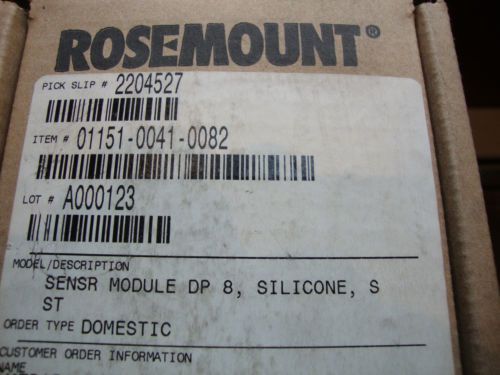 ROSEMOUNT®
PICK SLIP # 2204527
ITEM # 01151-0041-0082
LOT # A000123
MODEL/DESCRIPTION
SENSR MODULE DP 8, SILICONE, S
ST
ORDER TYPE DOMESTIC
CUSTOMER ORDER INFORMATION
NAME